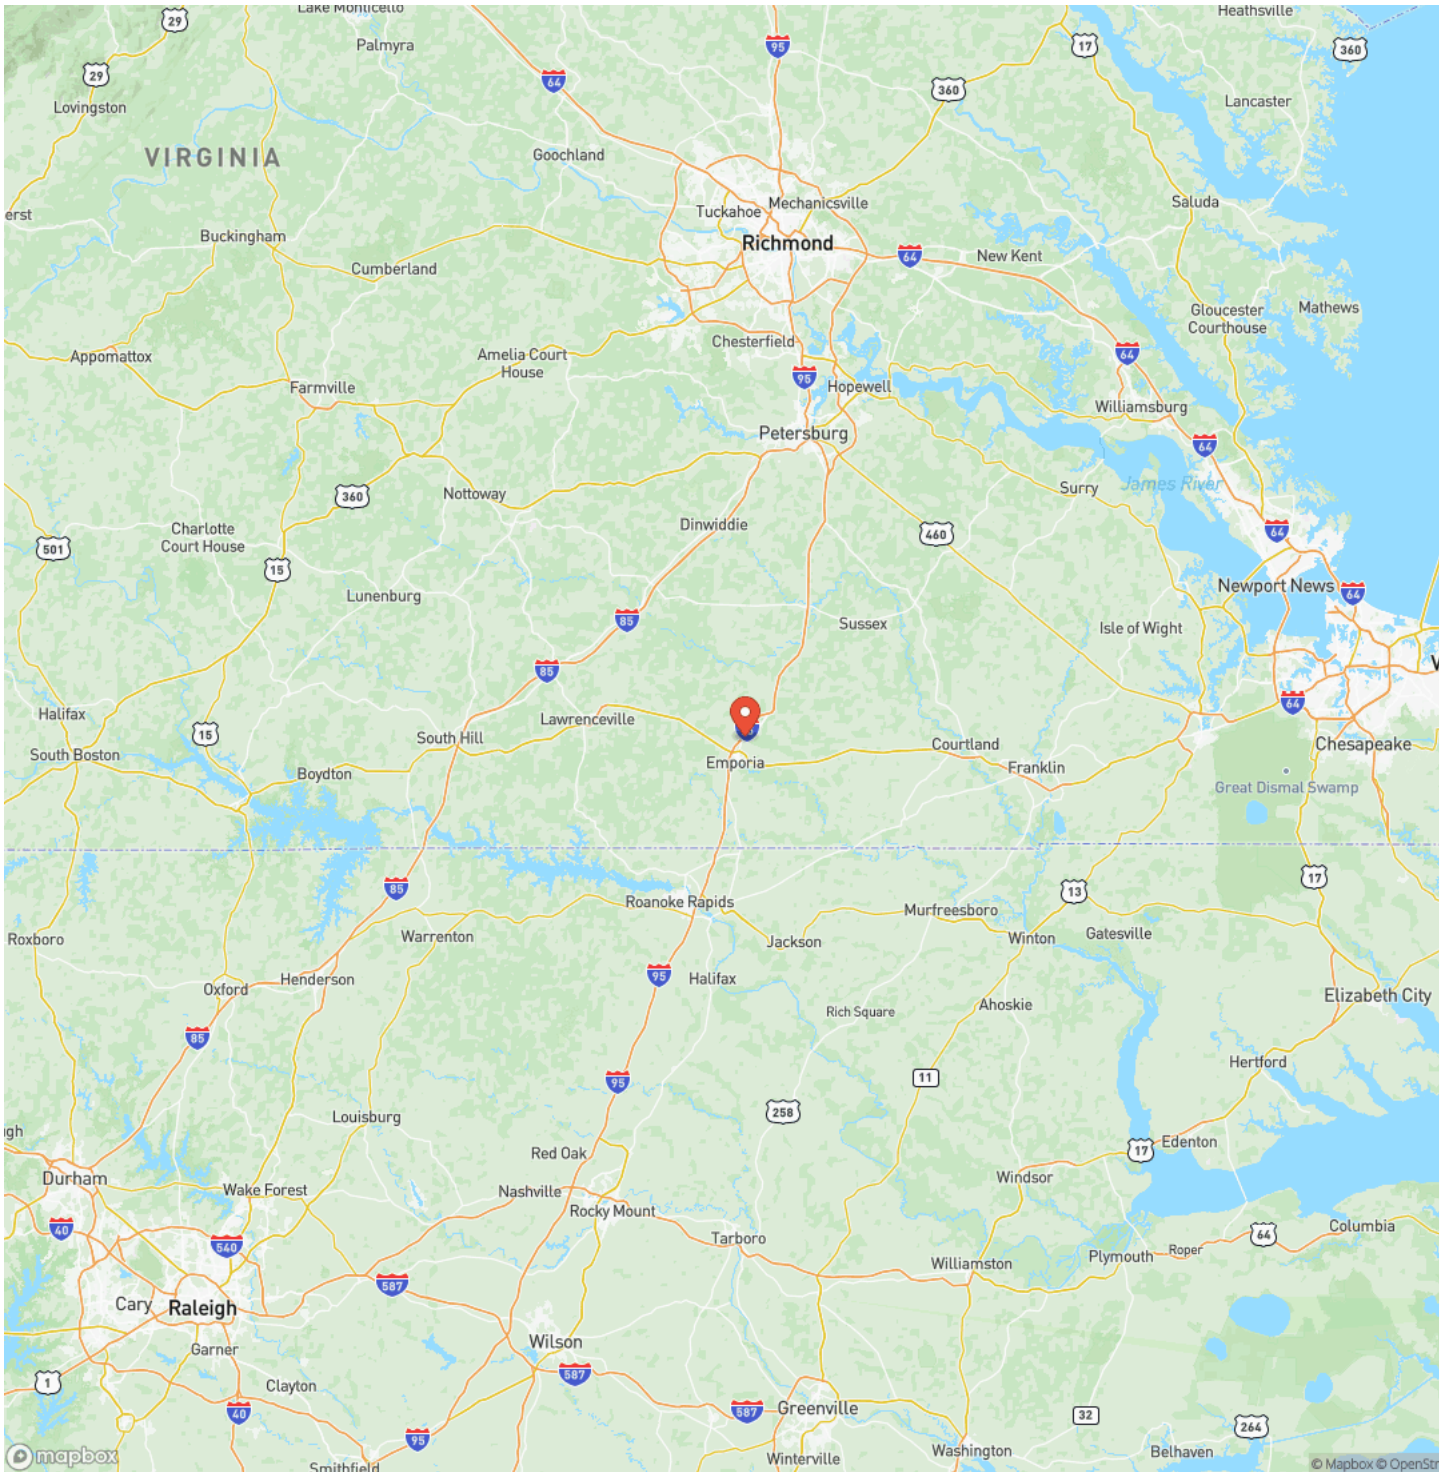 Lake Monticello
29
Palmyra
95
17
Heathsville
360
29
64
360
Lovingston
Lancaster
VIRGINIA
Goochland
Tuckahoe
Mechanicsville
Saluda
erst
Buckingham
Richmond
64
New Kent
Cumberland
Gloucester
Courthouse
Mathews
Chesterfield
Appomattox
Amelia Court
House
64
95
Farmville
Hopewell
Williamsburg
Petersburg
64
James River
360
Nottoway
Surry
Charlotte
Court House
Dinwiddie
460
64
501
15
Lunenburg
Newport News
64
85
Sussex
Isle of Wight
85
V
Halifax
Lawrenceville
64
15
South Hill
Courtland
Chesapeake
South Boston
Emporia
Franklin
Boydton
Great Dismal Swamp
85
17
13
Roanoke Rapids
Murfreesboro
Roxboro
Warrenton
Jackson
Winton
Gatesville
95
Halifax
Henderson
Oxford
Elizabeth City
Rich Square
Ahoskie
85
95
11
Hertford
Louisburg
258
gh
Red Oak
17
Edenton
Durham
Wake Forest
Nashville
Windsor
Rocky Mount
40
540
Tarboro
64
Columbia
Williamston
Plymouth
Roper
587
Cary
Raleigh
Garner
Wilson
587
1
Clayton
40
95
587
Greenville
32
264
Winterville
Washington
Belhaven
Smithfield
mapbox
© Mapbox © OpenStr